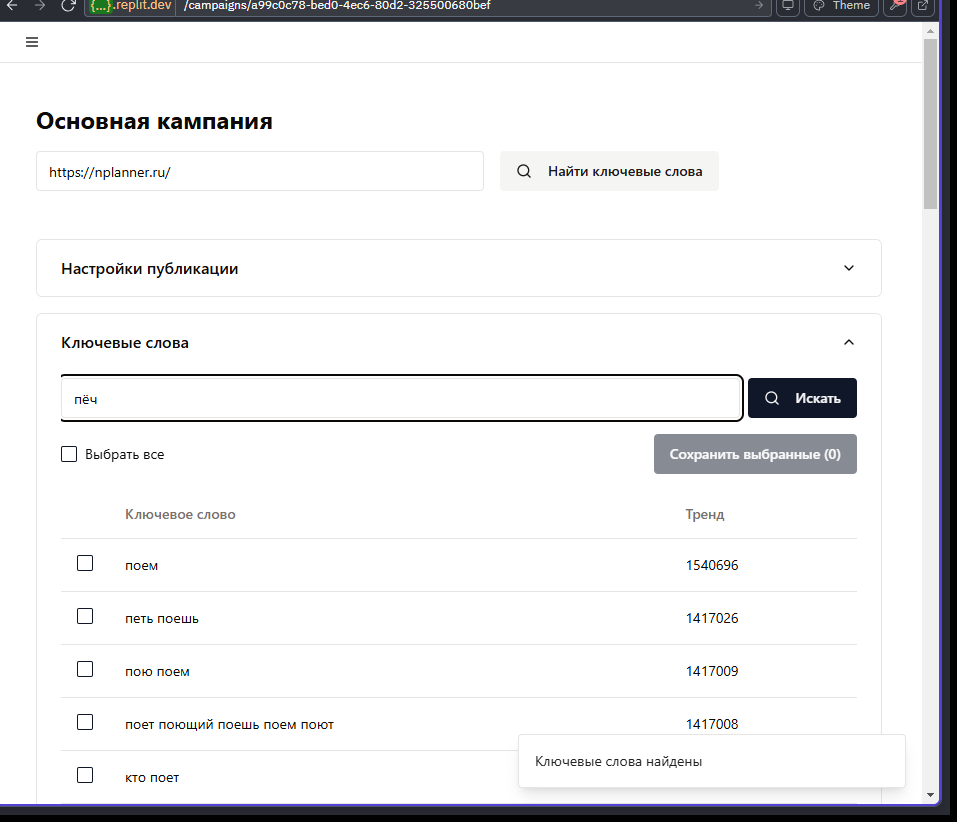 {...}.replit.dev /campaigns/a99c0c78-bed0-4ec6-80d2-325500680bef Theme
Основная кампания
https://nplanner.ru/ Найти ключевые слова
Настройки публикации
Ключевые слова
пёч Искать
Выбрать все Сохранить выбранные (0)
Ключевое слово Тренд
поем 1540696
петь поешь 1417026
пою поем 1417009
поет поющий поешь поем поют 1417008
кто поет
Ключевые слова найдены